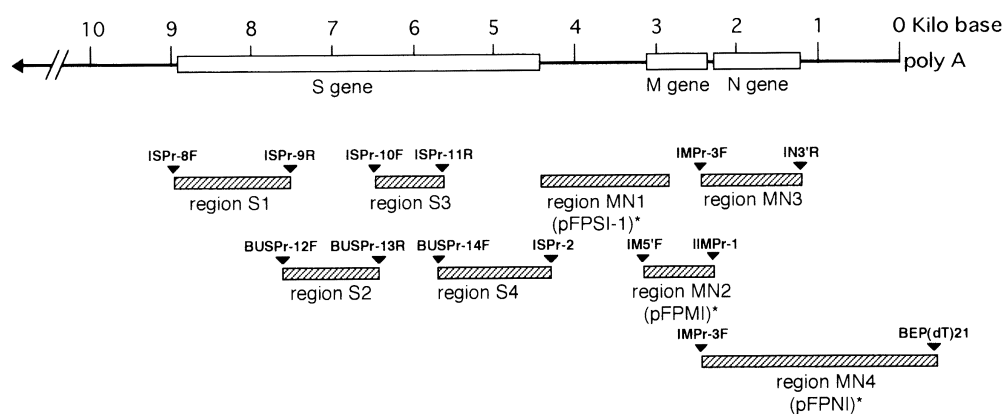 10 9 8 7 6 5 4 3 2 1 0 Kilo base
poly A
S gene M gene N gene
ISPr-8F ISPr-9R ISPr-10F ISPr-11R IMPr-3F IN3'R
region S1 region S3 region MN1 region MN3
(pFPSI-1)*
BUSPr-12F BUSPr-13R BUSPr-14F ISPr-2 IM5'F IIMPr-1
region S2 region S4 region MN2
(pFPMI)*
IMPr-3F BEP(dT)21
region MN4
(pFPNI)*